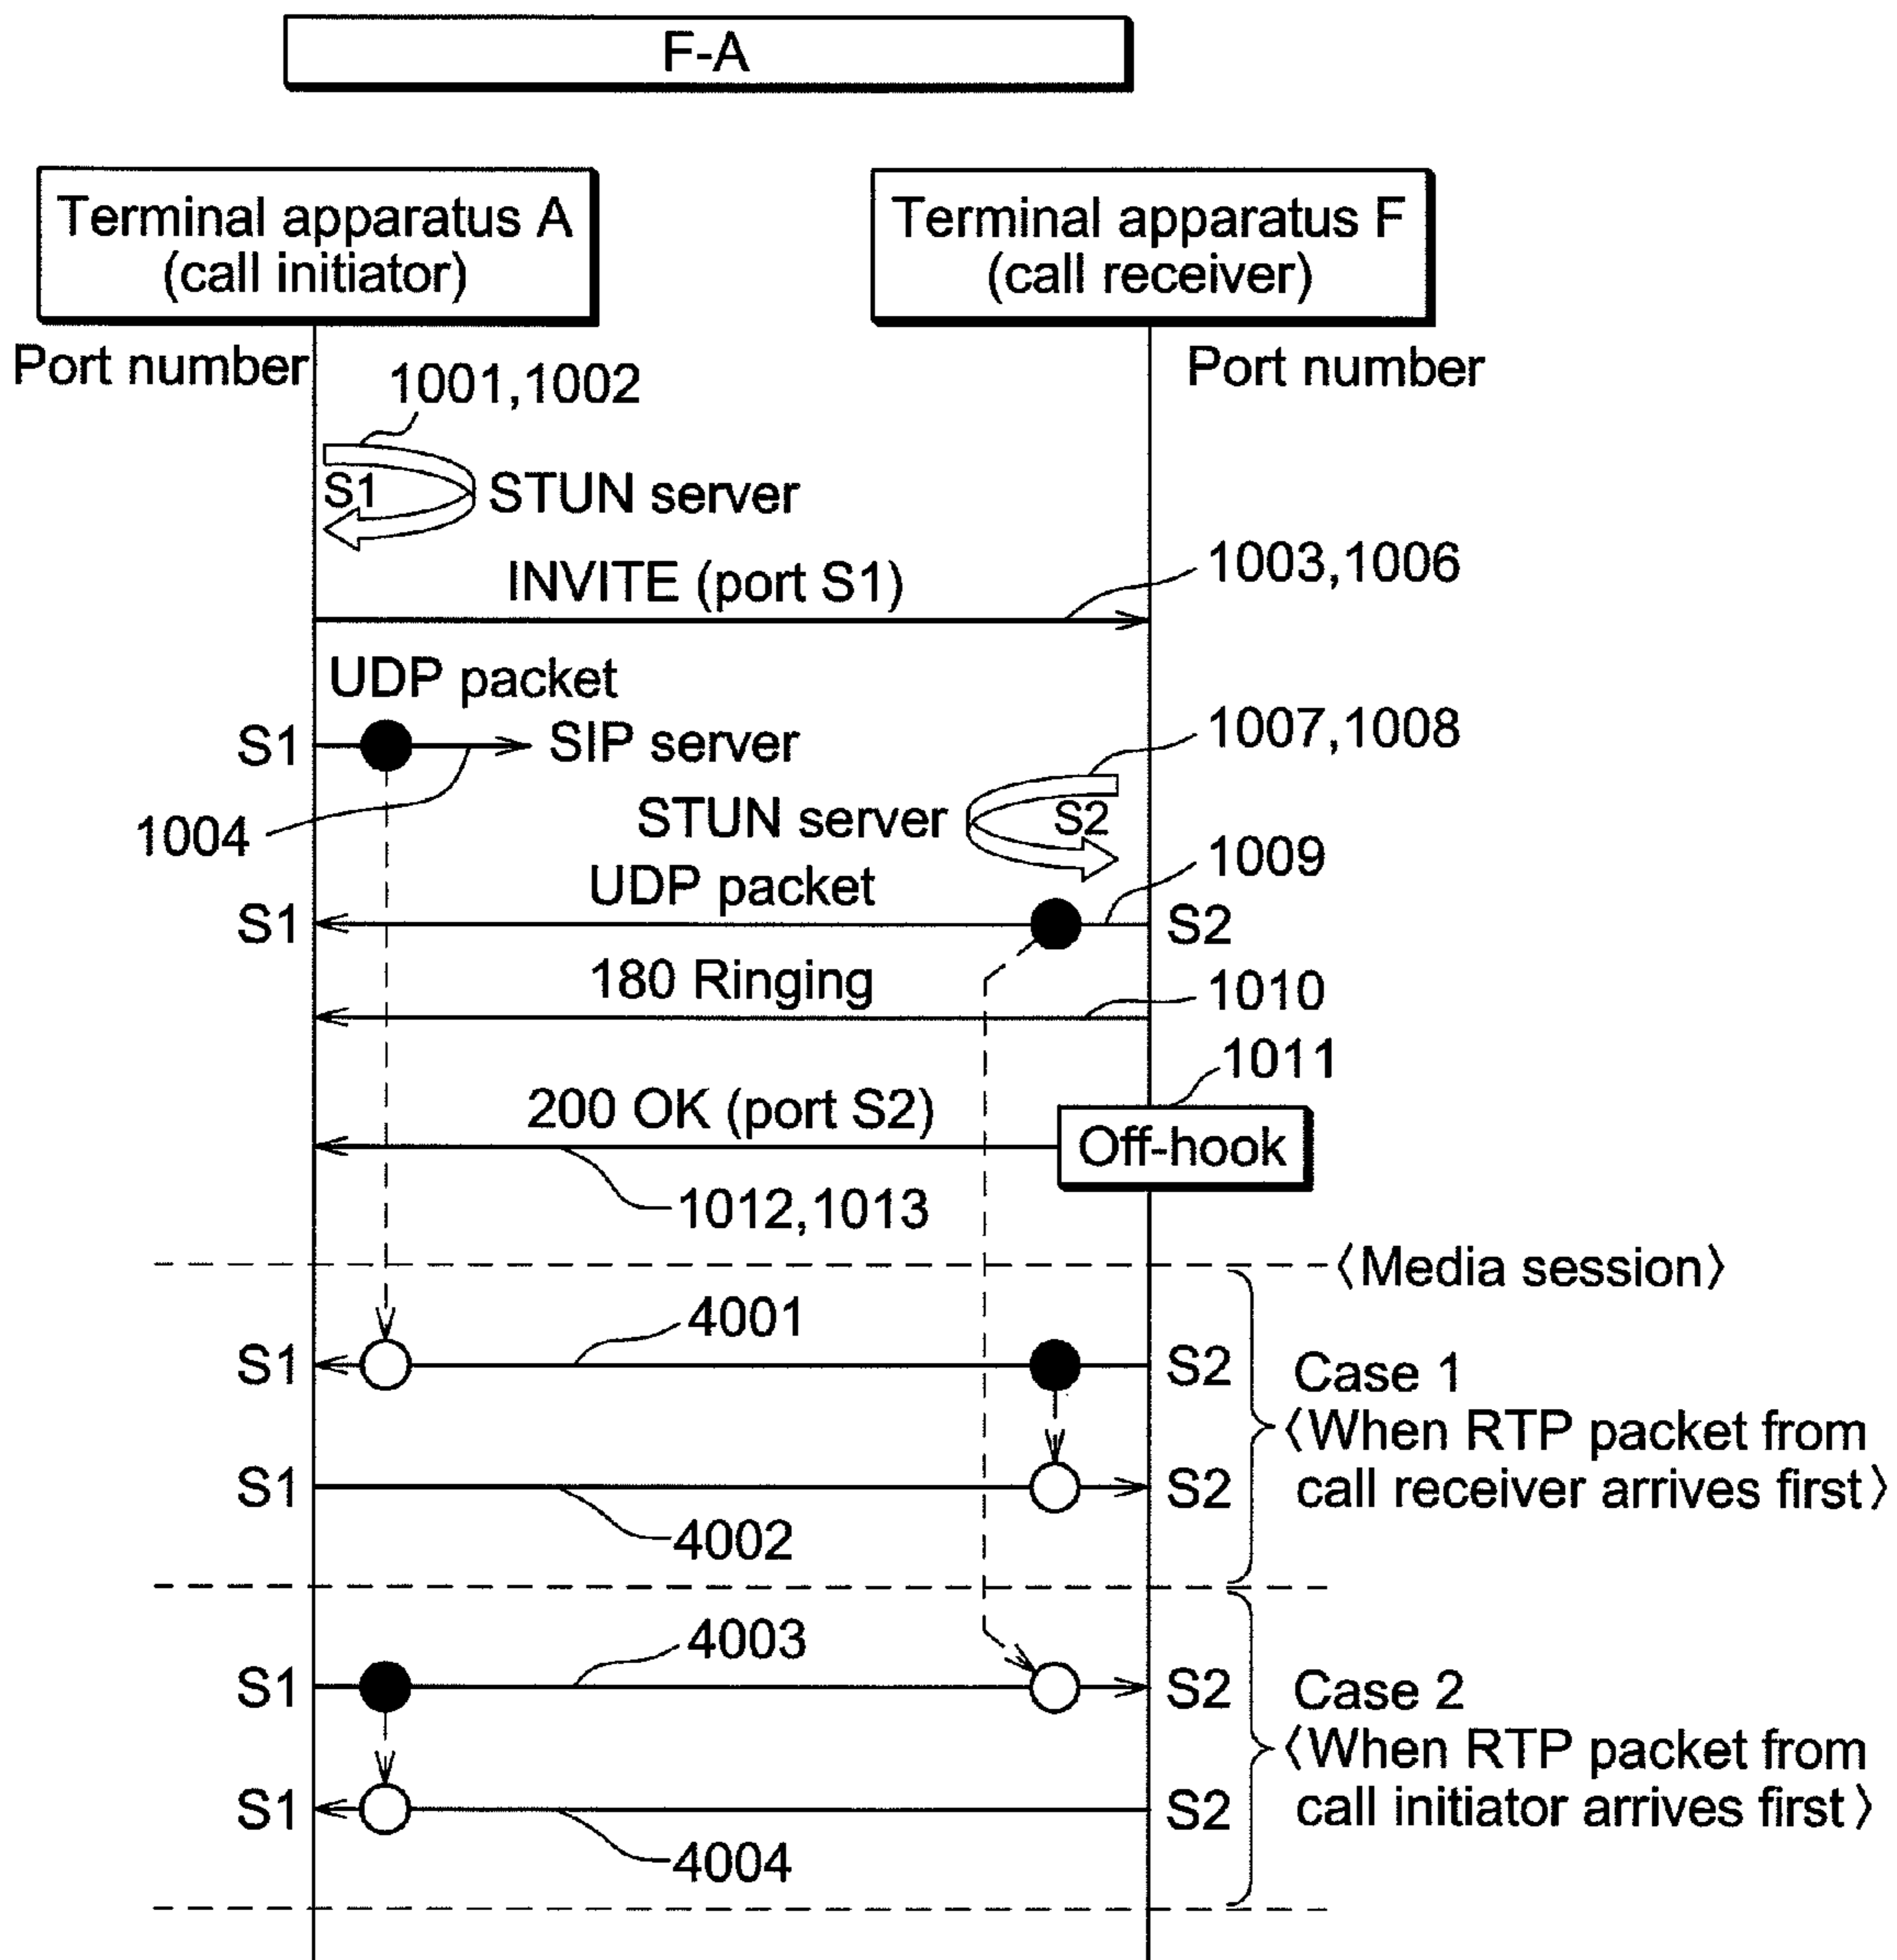 F-A
Terminal apparatus A
(call initiator)
Terminal apparatus F
(call receiver)
Port number
Port number
1001,1002
S1
STUN server
INVITE (port S1)
1003,1006
UDP packet
S1
SIP server
1004
1007,1008
STUN server
S2
1009
UDP packet
S1
S2
180 Ringing
1010
1011
200 OK (port S2)
Off-hook
1012,1013
〈Media session〉
4001
S1
S2
Case 1
〈When RTP packet from
call receiver arrives first〉
S1
S2
4002
4003
S1
S2
Case 2
〈When RTP packet from
call initiator arrives first〉
S1
S2
4004